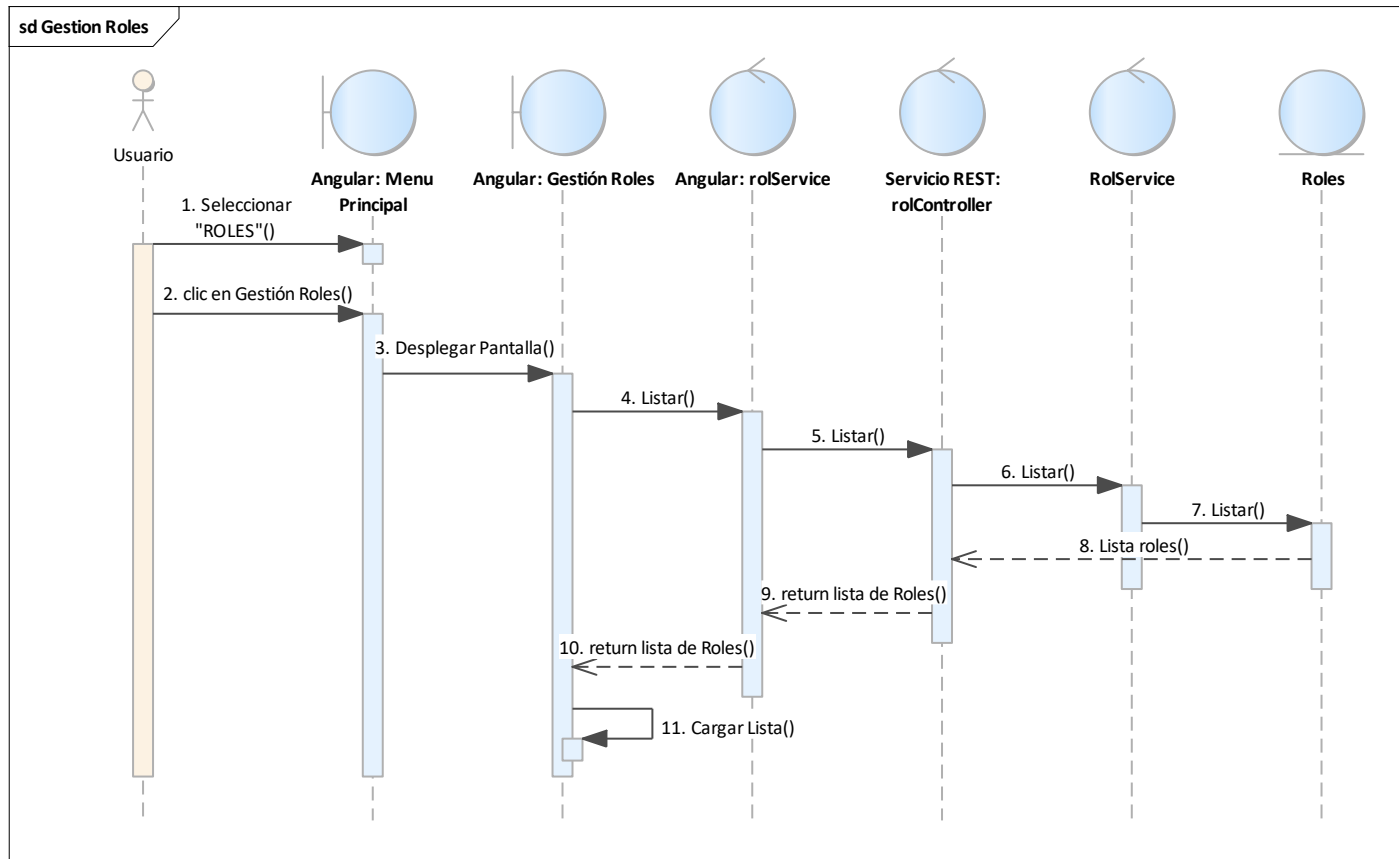 sd Gestion Roles
Usuario
Angular: Menu
Principal
Angular: Gestión Roles
Angular: rolService
Servicio REST:
rolController
RolService
Roles
1. Seleccionar
"ROLES"()
2. clic en Gestión Roles()
3. Desplegar Pantalla()
4. Listar()
5. Listar()
6. Listar()
7. Listar()
8. Lista roles()
9. return lista de Roles()
10. return lista de Roles()
11. Cargar Lista()